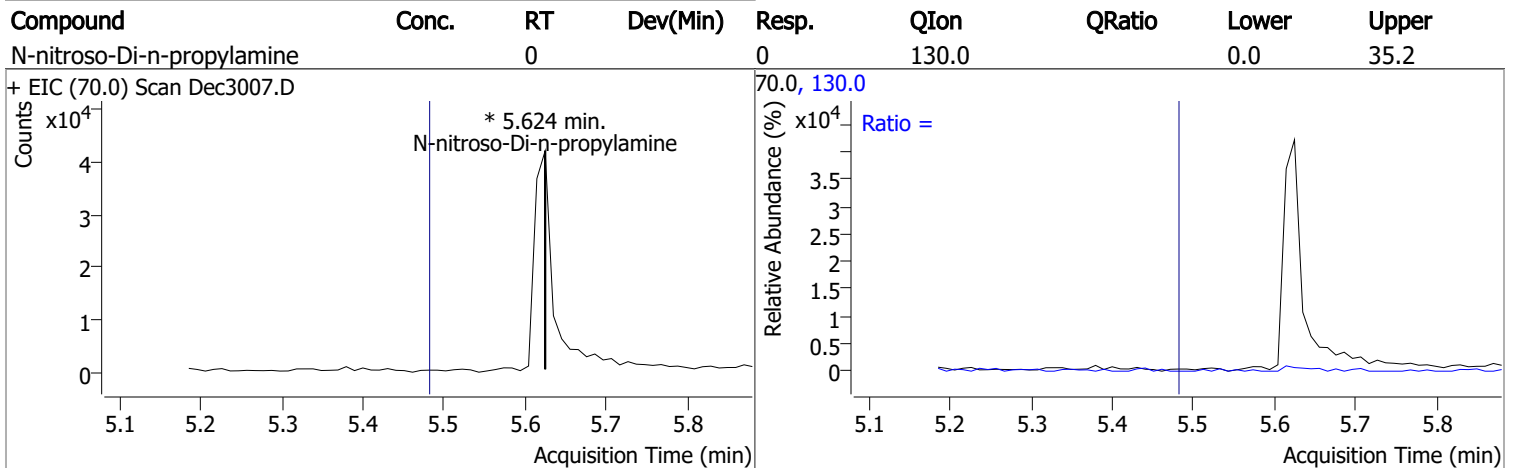 Compound Conc. RT Dev(Min) Resp. QIon QRatio Lower Upper
N-nitroso-Di-n-propylamine 0 0 130.0 0.0 35.2
+ EIC (70.0) Scan Dec3007.D
Counts
x10⁴
* 5.624 min.
N-nitroso-Di-n-propylamine
4
3
2
1
0
5.1 5.2 5.3 5.4 5.5 5.6 5.7 5.8
Acquisition Time (min)
70.0, 130.0
Relative Abundance (%)
x10⁴
Ratio =
3.5
3
2.5
2
1.5
1
0.5
0
5.1 5.2 5.3 5.4 5.5 5.6 5.7 5.8
Acquisition Time (min)